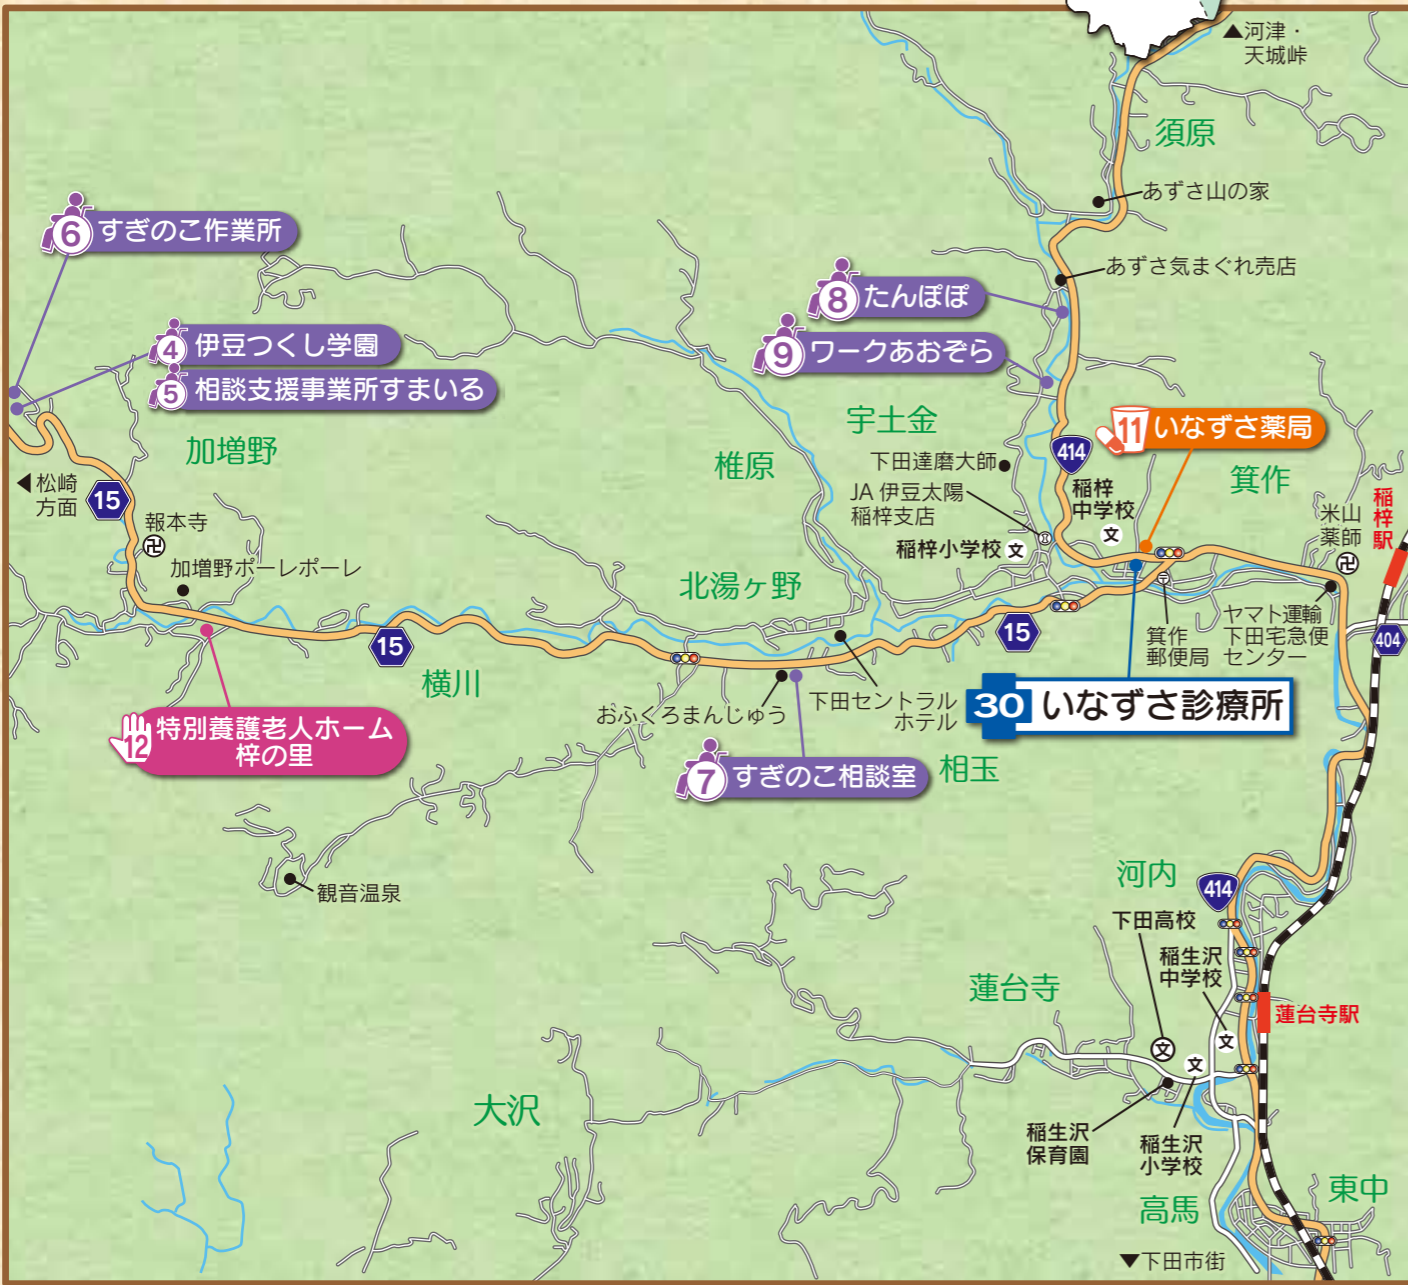 ▲河津・
天城峠
須原
あずさ山の家
6 すぎのこ作業所
あずさ気まぐれ売店
8 たんぽぽ
4 伊豆つくし学園
9 ワークあおぞら
5 相談支援事業所すまいる
宇土金
11 いなずさ薬局
加増野
椎原
下田達磨大師
414
箕作
◀松崎
方面
15
JA 伊豆太陽
稲梓支店
稲梓
中学校
文
稲梓駅
米山
薬師
報本寺
稲梓小学校 文
加増野ポーレポーレ
北湯ヶ野
15
横川
15
箕作
郵便局
ヤマト運輸
下田宅急便
センター
404
12 特別養護老人ホーム
梓の里
おふくろまんじゅう
下田セントラル
ホテル
30 いなずさ診療所
7 すぎのこ相談室
相玉
観音温泉
河内
414
下田高校
稲生沢
中学校
蓮台寺
蓮台寺駅
文
文
文
大沢
稲生沢
保育園
稲生沢
小学校
高馬
東中
▼下田市街